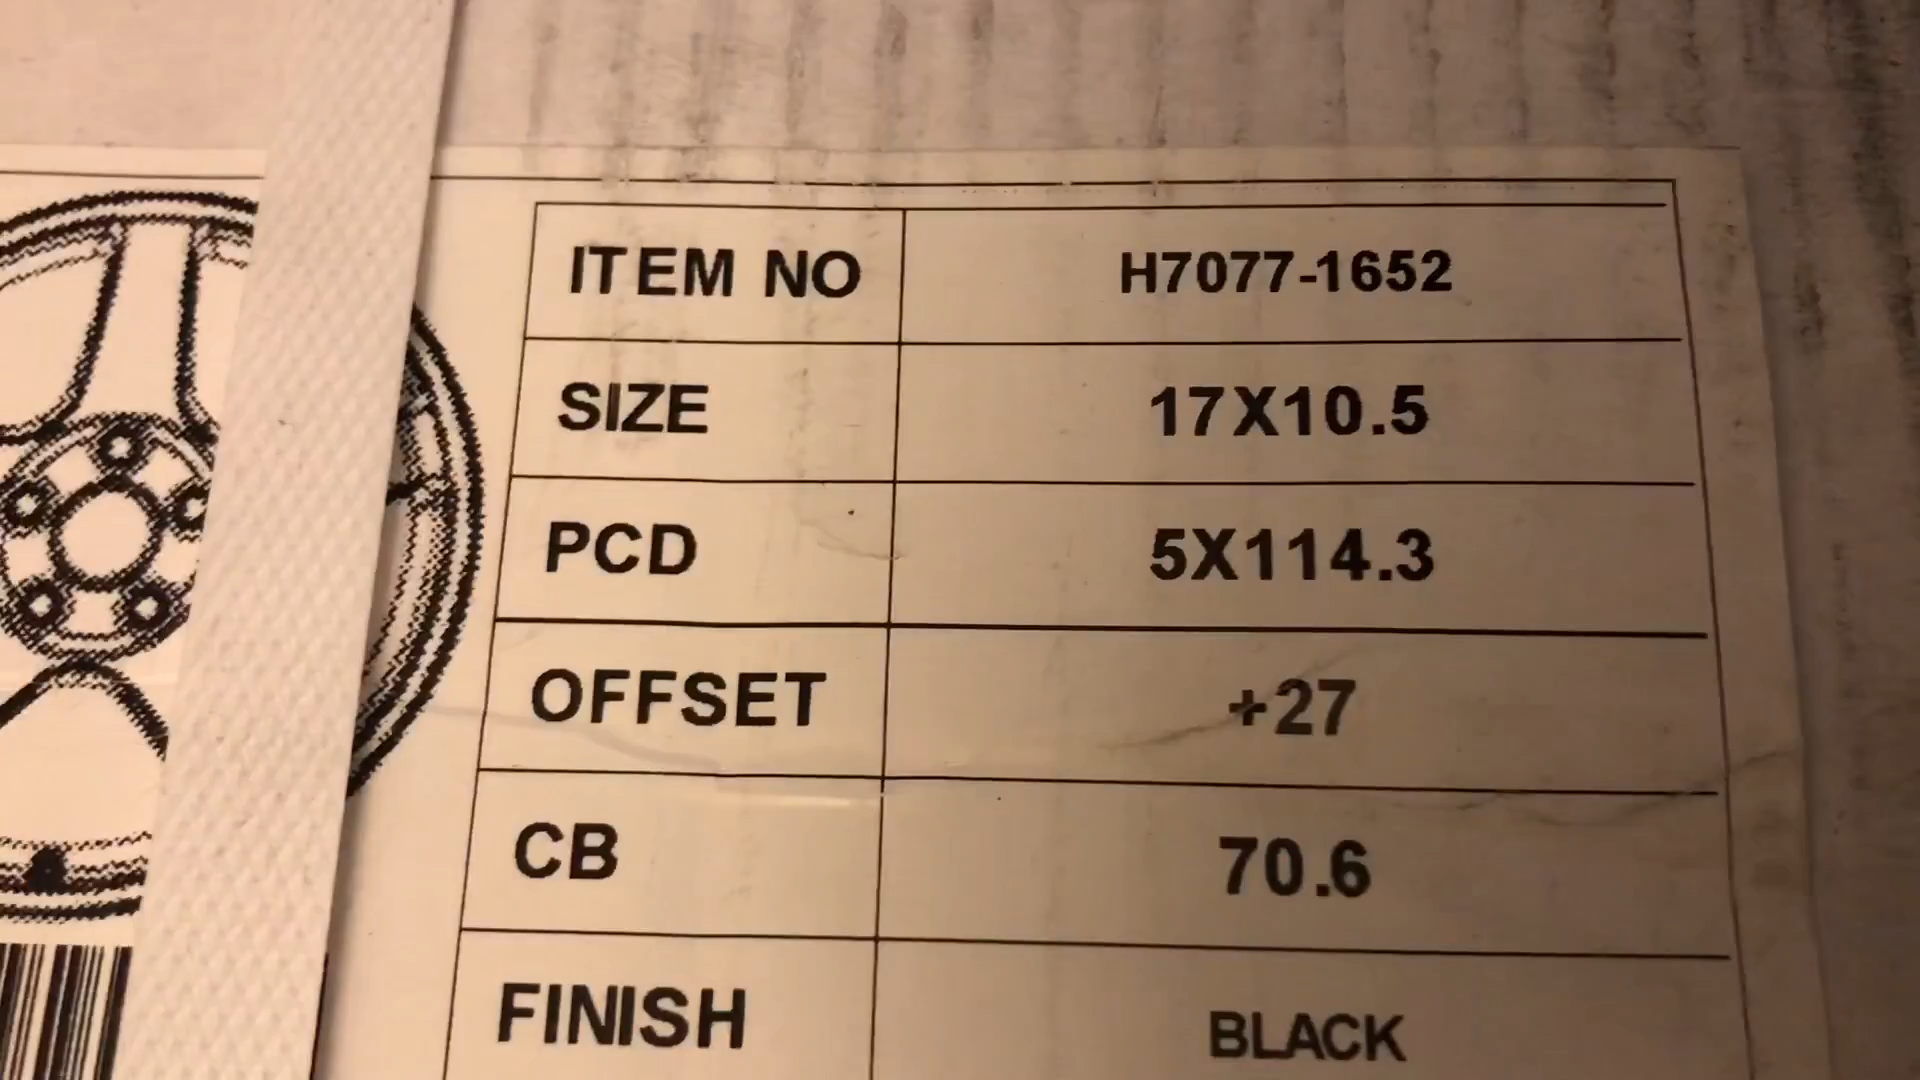 ITEM NO H7077-1652
SIZE 17X10.5
PCD 5X114.3
OFFSET +27
CB 70.6
FINISH BLACK